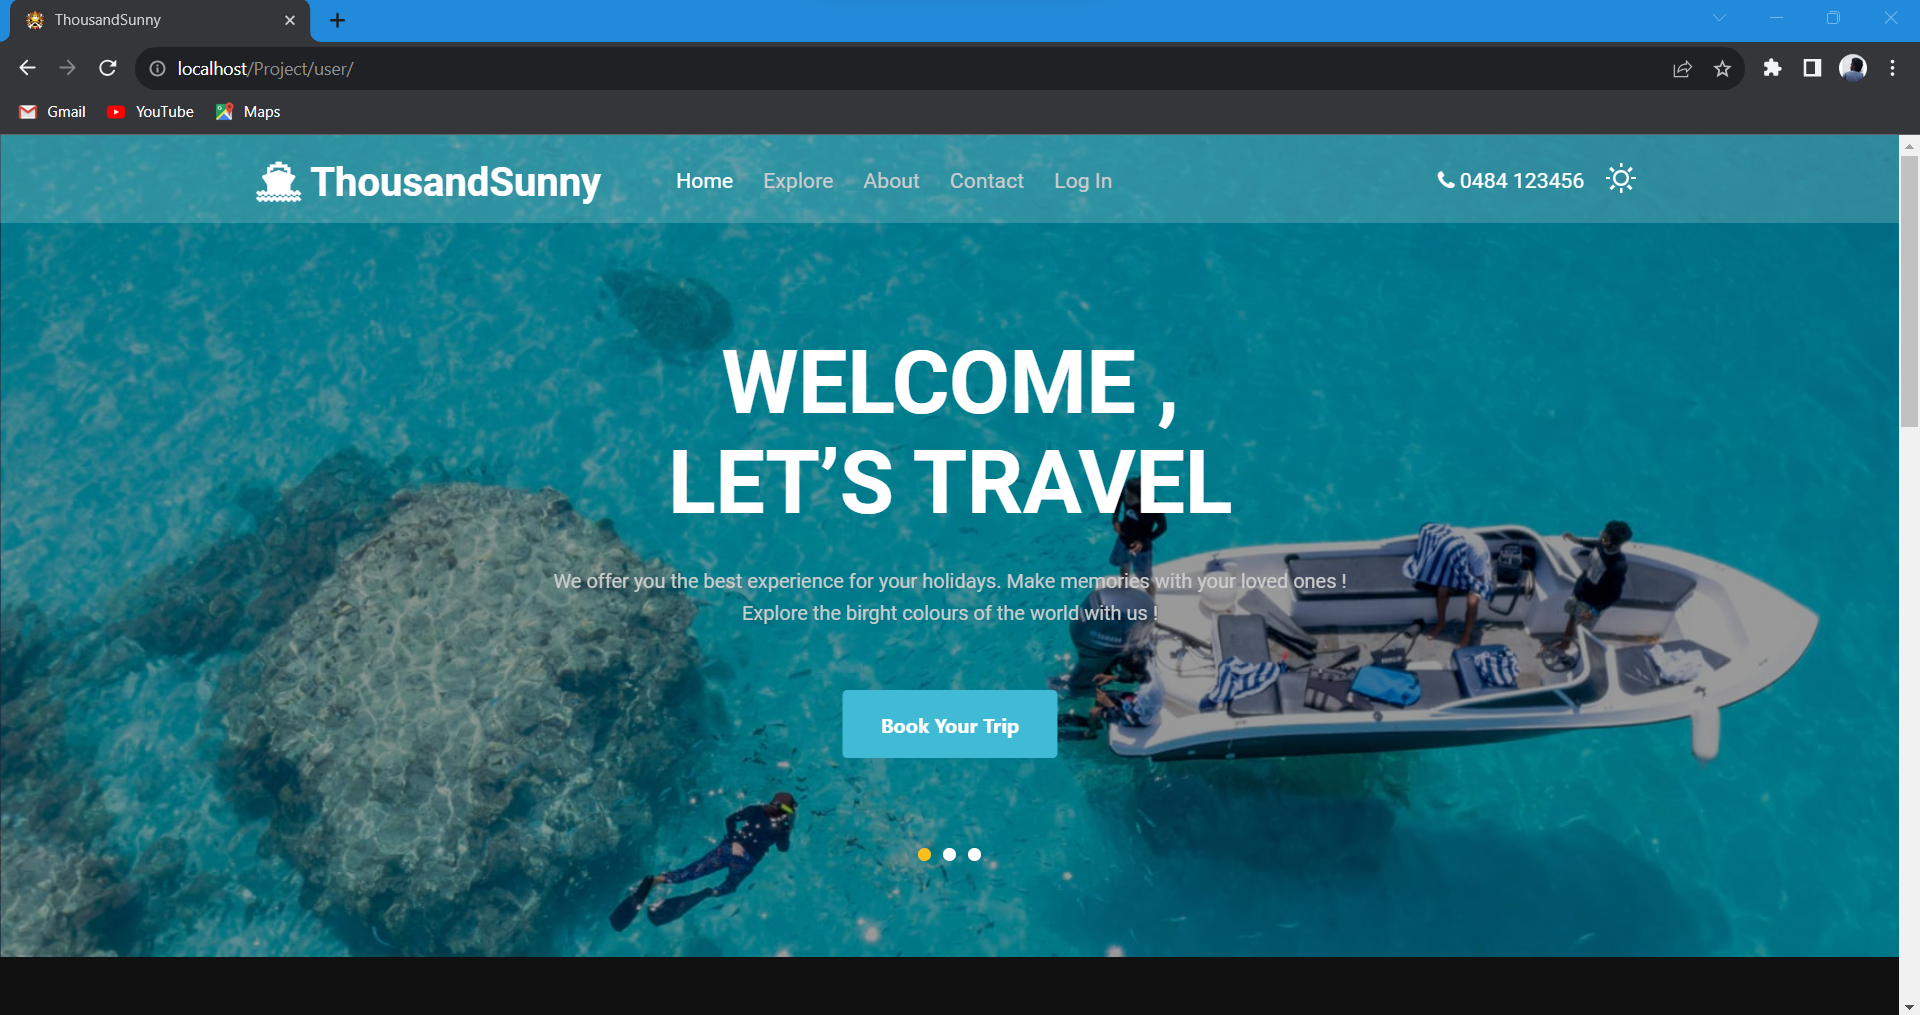 ThousandSunny
localhost/Project/user/
Gmail YouTube Maps
ThousandSunny Home Explore About Contact Log In 0484 123456
WELCOME ,
LET’S TRAVEL
We offer you the best experience for your holidays. Make memories with your loved ones !
Explore the birght colours of the world with us !
YAMAHA
Book Your Trip